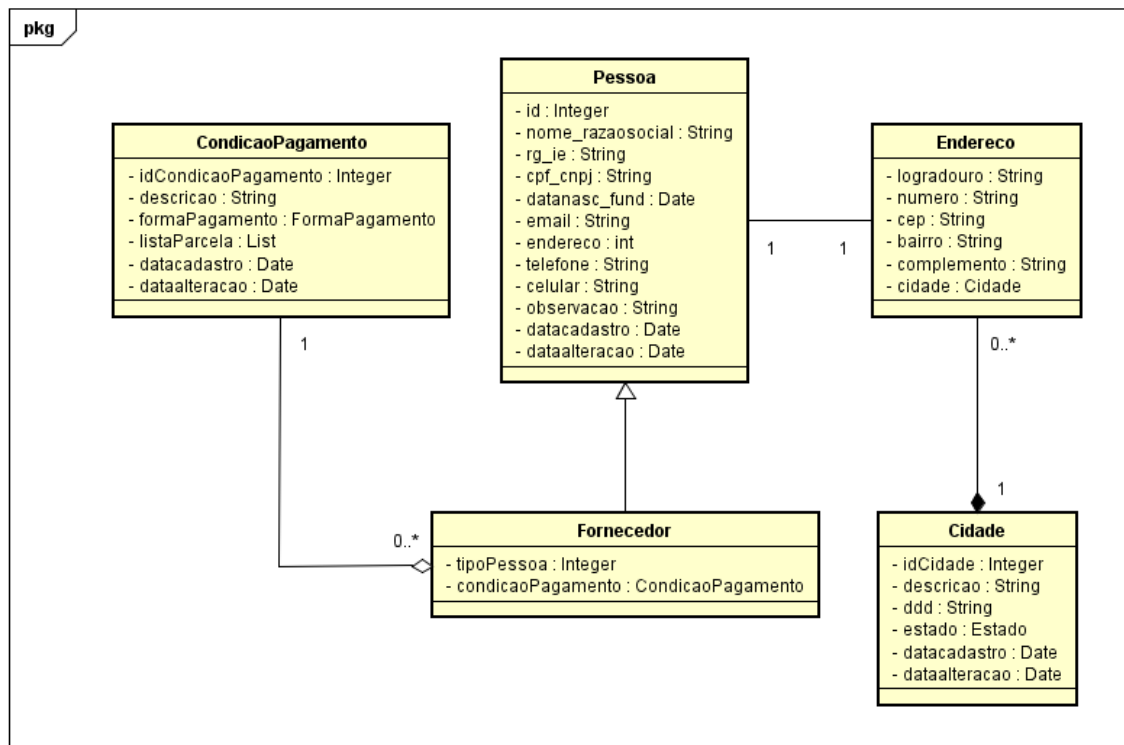 pkg
Pessoa
- id : Integer
- nome_razaosocial : String
- rg_ie : String
- cpf_cnpj : String
- datanasc_fund : Date
- email : String
- endereco : int
- telefone : String
- celular : String
- observacao : String
- datacadastro : Date
- dataalteracao : Date
CondicaoPagamento
- idCondicaoPagamento : Integer
- descricao : String
- formaPagamento : FormaPagamento
- listaParcela : List
- datacadastro : Date
- dataalteracao : Date
Endereco
- logradouro : String
- numero : String
- cep : String
- bairro : String
- complemento : String
- cidade : Cidade
1
1
1
0..*
0..*
1
Fornecedor
- tipoPessoa : Integer
- condicaoPagamento : CondicaoPagamento
Cidade
- idCidade : Integer
- descricao : String
- ddd : String
- estado : Estado
- datacadastro : Date
- dataalteracao : Date